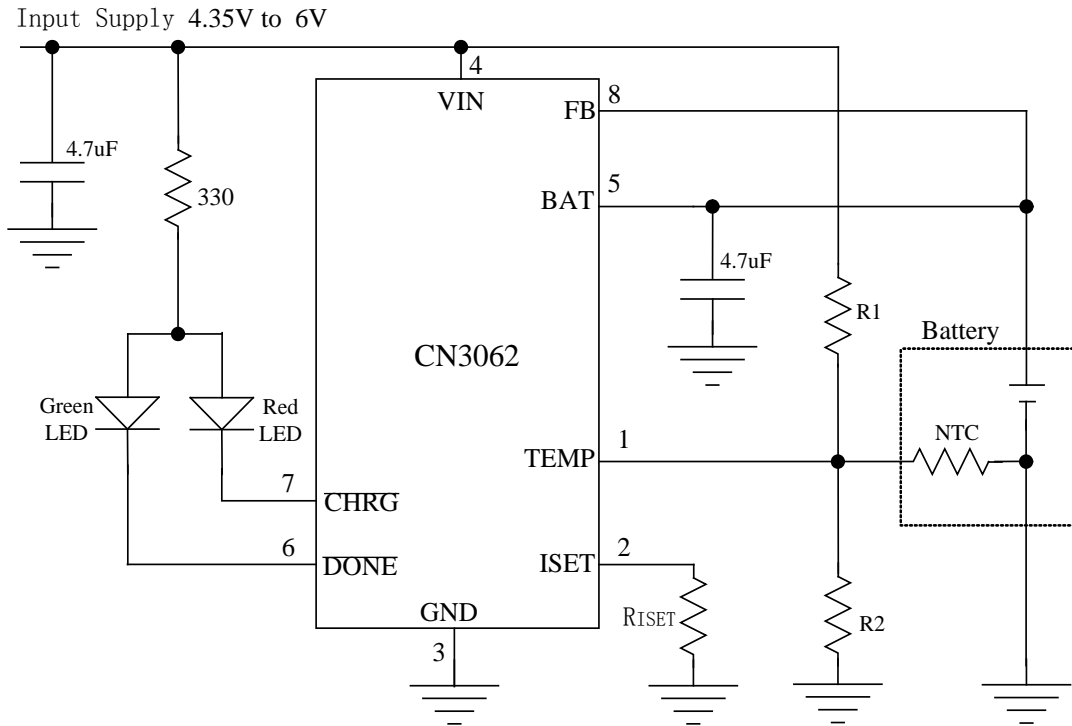 Input Supply 4.35V to 6V
4
VIN
8
FB
4.7uF
330
5
BAT
4.7uF
R1
Battery
CN3062
Green
LED
Red
LED
1
TEMP
NTC
7
CHRG
6
DONE
2
ISET
RISET
R2
GND
3